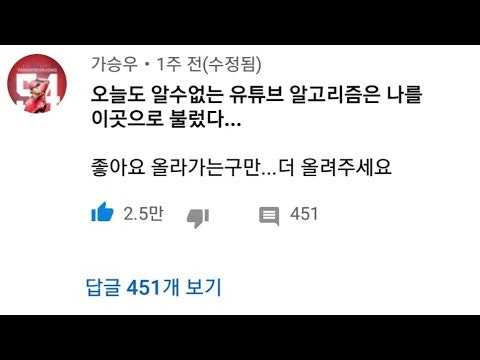 가승우 • 1주 전(수정됨)
오늘도 알수없는 유튜브 알고리즘은 나를
이곳으로 불렀다...
좋아요 올라가는구만...더 올려주세요
2.5만 451
답글 451개 보기